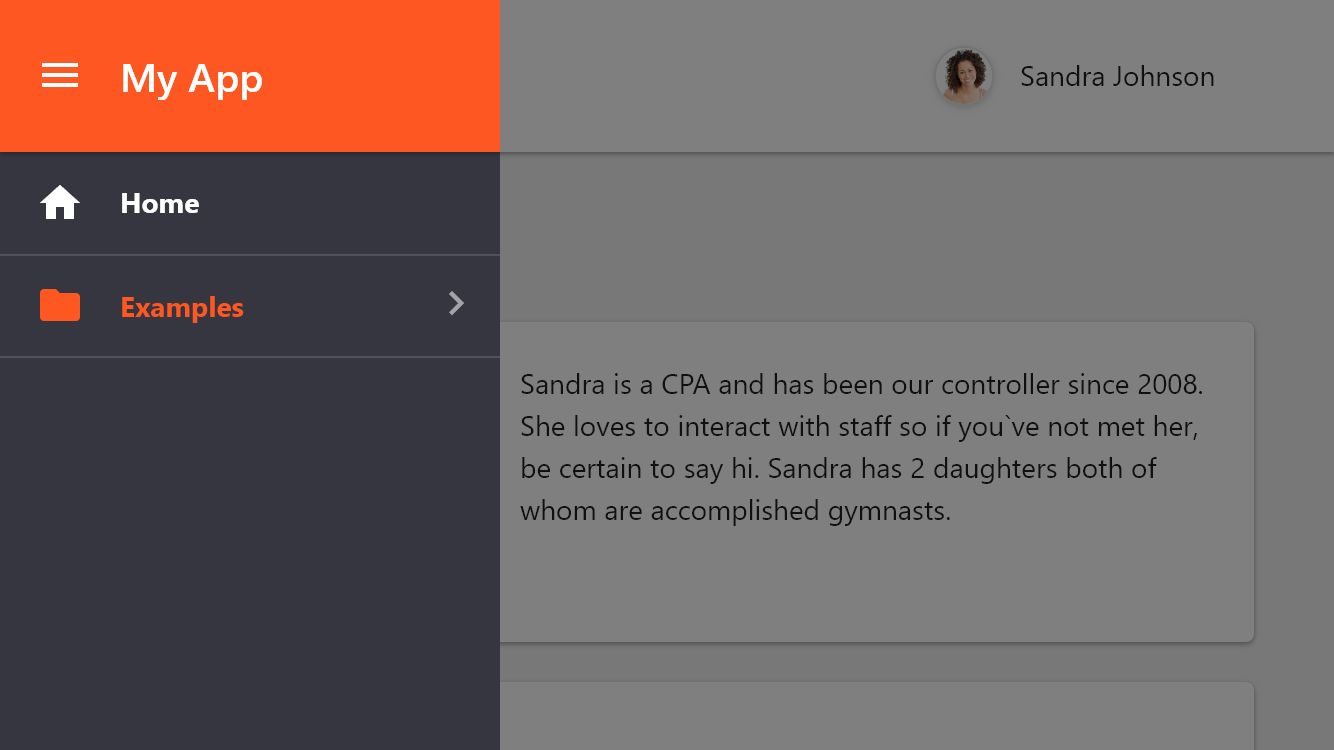 My App
Sandra Johnson
Home
Examples
Sandra is a CPA and has been our controller since 2008.
She loves to interact with staff so if you`ve not met her,
be certain to say hi. Sandra has 2 daughters both of
whom are accomplished gymnasts.